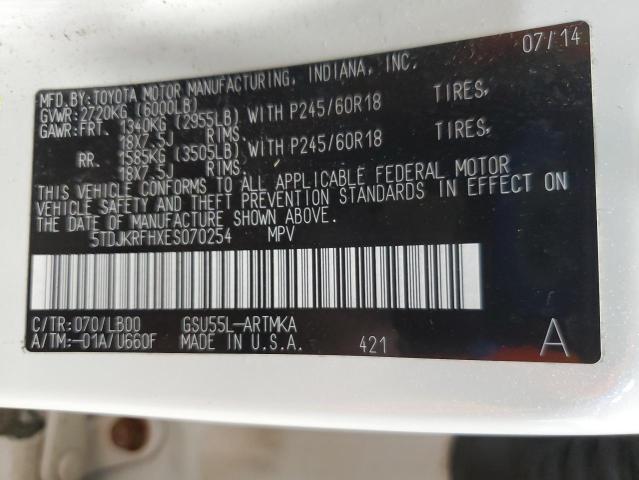 07/14
MFD.BY:TOYOTA MOTOR MANUFACTURING, INDIANA, INC.
GVWR:2720KG (6000LB)
GAWR:FRT. 1340KG (2955LB) WITH P245/60R18 TIRES,
18X7.5J RIMS,
RR. 1585KG (3505LB) WITH P245/60R18 TIRES,
18X7.5J RIMS.
THIS VEHICLE CONFORMS TO ALL APPLICABLE FEDERAL MOTOR
VEHICLE SAFETY AND THEFT PREVENTION STANDARDS IN EFFECT ON
THE DATE OF MANUFACTURE SHOWN ABOVE.
5TDJKRFHXES070254 MPV
C/TR:070/LB00 GSU55L-ARTMKA
A/TM:-01A/U660F MADE IN U.S.A. 421 A